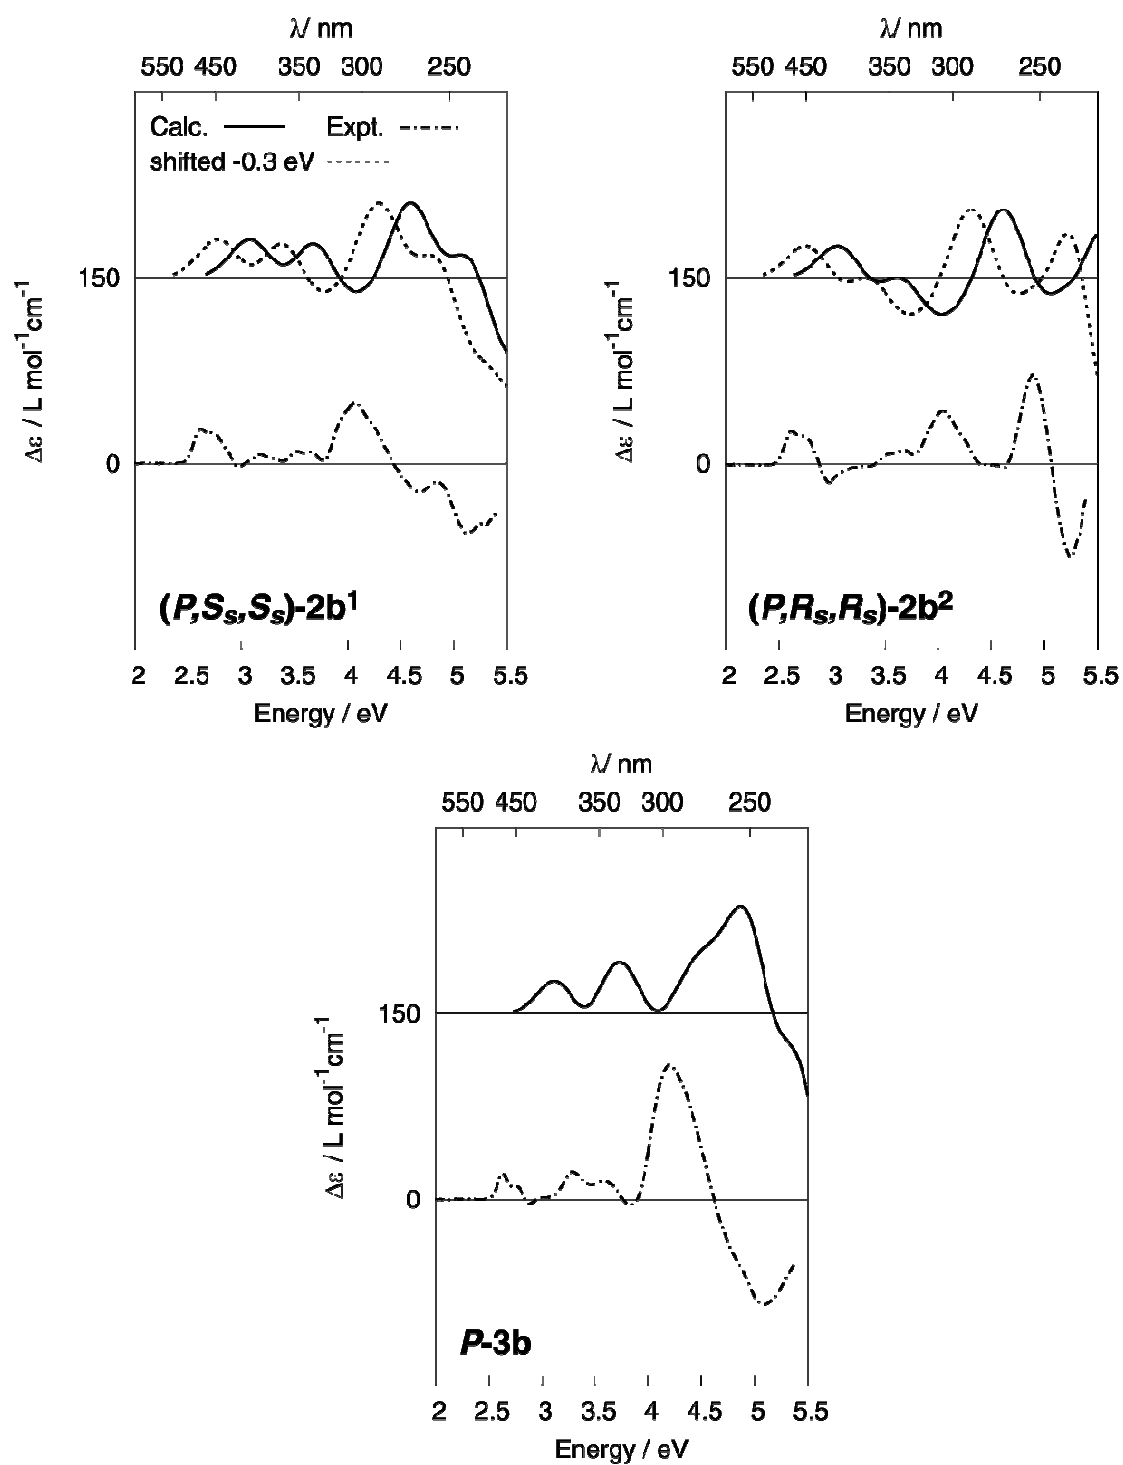 λ/ nm
550 450 350 300 250
Calc. Expt.
shifted -0.3 eV
150
0
Δε / L mol⁻¹cm⁻¹
(P,Sₛ,Sₛ)-2b¹
2 2.5 3 3.5 4 4.5 5 5.5
Energy / eV
λ/ nm
550 450 350 300 250
150
0
Δε / L mol⁻¹cm⁻¹
(P,Rₛ,Rₛ)-2b²
2 2.5 3 3.5 4 4.5 5 5.5
Energy / eV
λ/ nm
550 450 350 300 250
150
0
Δε / L mol⁻¹cm⁻¹
P-3b
2 2.5 3 3.5 4 4.5 5 5.5
Energy / eV